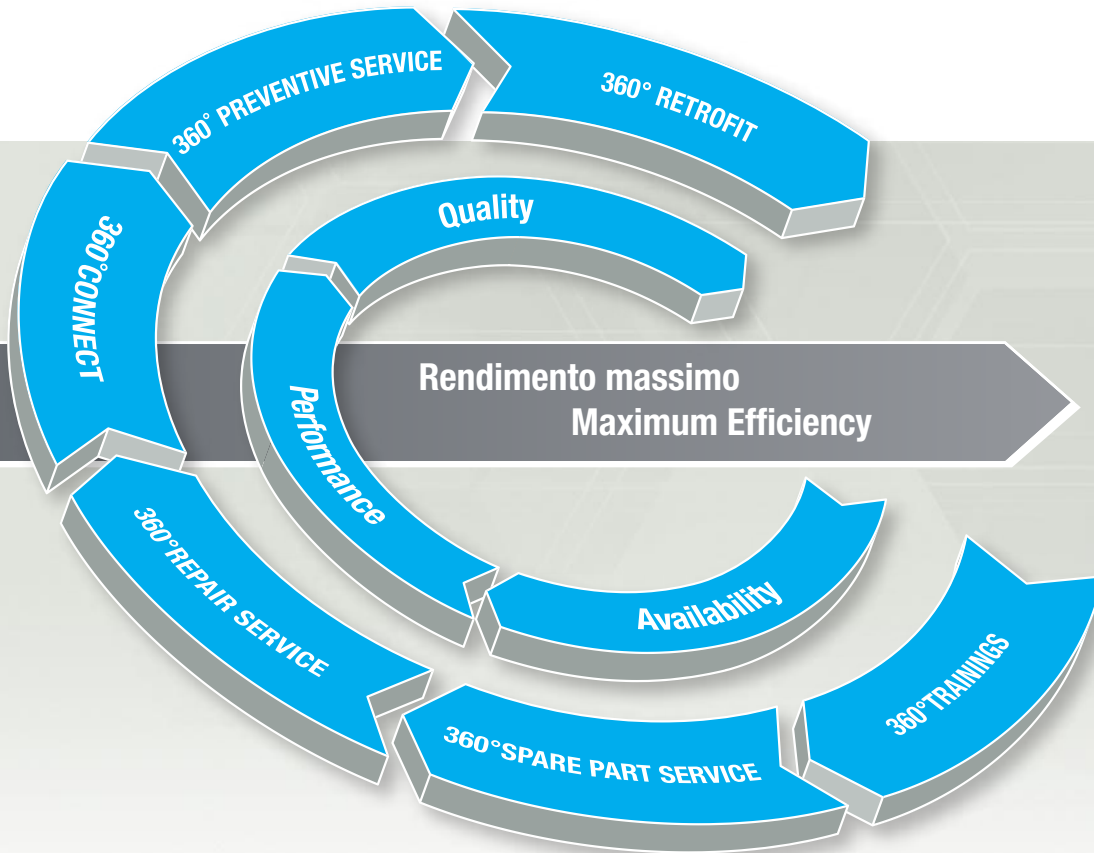 360° PREVENTIVE SERVICE
360° RETROFIT
Quality
360°CONNECT
Rendimento massimo
Maximum Efficiency
Performance
360°REPAIR SERVICE
Availability
360°TRAININGS
360°SPARE PART SERVICE